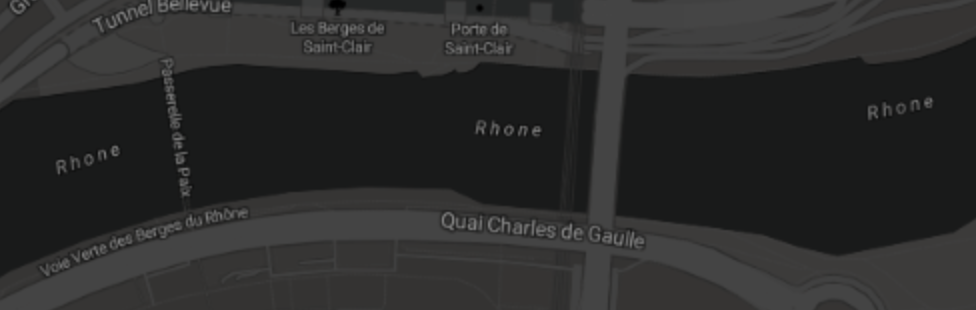 Tunnel Bellevue
Les Berges de
Saint-Clair
Porte de
Saint-Clair
Passerelle de la Paix
Rhone
Rhone
Rhone
Voie Verte des Berges du Rhône
Quai Charles de Gaulle